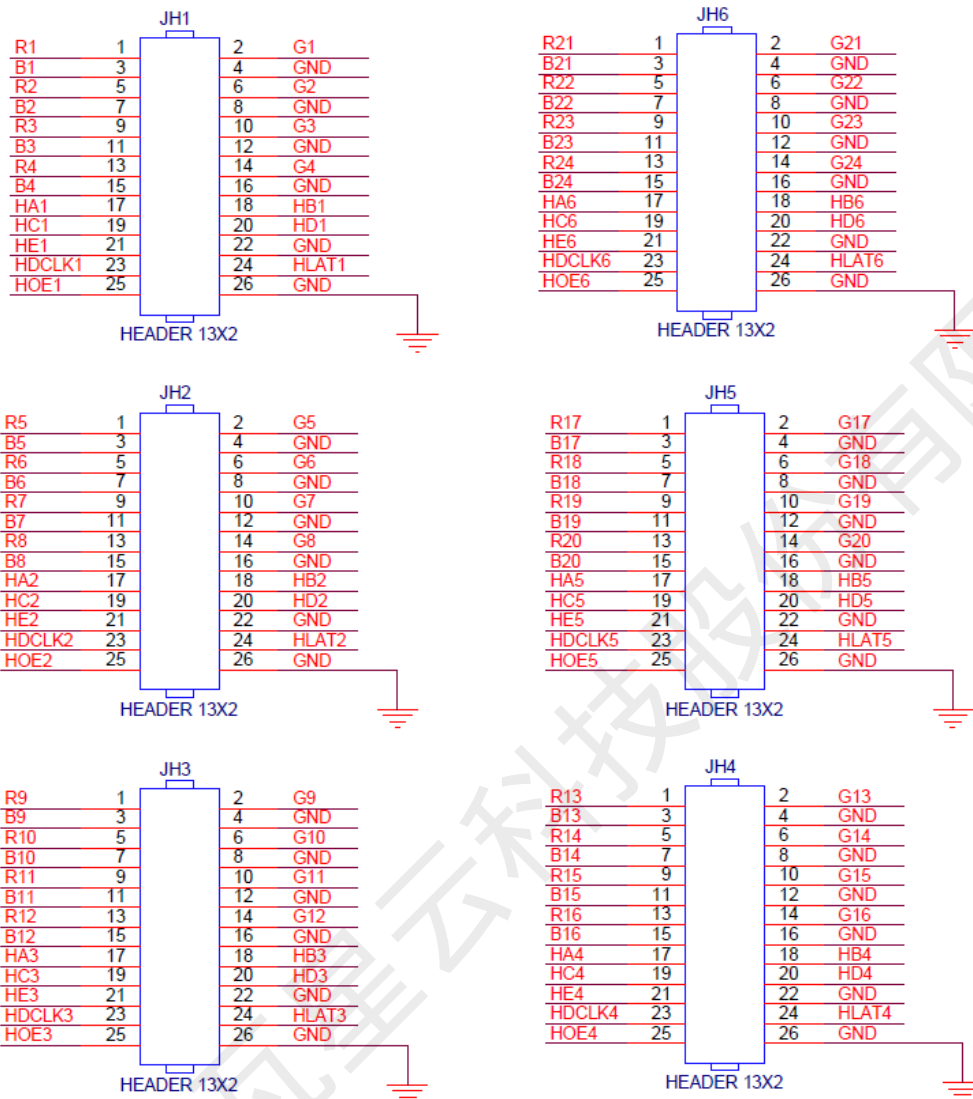 JH1
R1 1 2 G1
B1 3 4 GND
R2 5 6 G2
B2 7 8 GND
R3 9 10 G3
B3 11 12 GND
R4 13 14 G4
B4 15 16 GND
HA1 17 18 HB1
HC1 19 20 HD1
HE1 21 22 GND
HDCLK1 23 24 HLAT1
HOE1 25 26 GND
HEADER 13X2
JH6
R21 1 2 G21
B21 3 4 GND
R22 5 6 G22
B22 7 8 GND
R23 9 10 G23
B23 11 12 GND
R24 13 14 G24
B24 15 16 GND
HA6 17 18 HB6
HC6 19 20 HD6
HE6 21 22 GND
HDCLK6 23 24 HLAT6
HOE6 25 26 GND
HEADER 13X2
JH2
R5 1 2 G5
B5 3 4 GND
R6 5 6 G6
B6 7 8 GND
R7 9 10 G7
B7 11 12 GND
R8 13 14 G8
B8 15 16 GND
HA2 17 18 HB2
HC2 19 20 HD2
HE2 21 22 GND
HDCLK2 23 24 HLAT2
HOE2 25 26 GND
HEADER 13X2
JH5
R17 1 2 G17
B17 3 4 GND
R18 5 6 G18
B18 7 8 GND
R19 9 10 G19
B19 11 12 GND
R20 13 14 G20
B20 15 16 GND
HA5 17 18 HB5
HC5 19 20 HD5
HE5 21 22 GND
HDCLK5 23 24 HLAT5
HOE5 25 26 GND
HEADER 13X2
JH3
R9 1 2 G9
B9 3 4 GND
R10 5 6 G10
B10 7 8 GND
R11 9 10 G11
B11 11 12 GND
R12 13 14 G12
B12 15 16 GND
HA3 17 18 HB3
HC3 19 20 HD3
HE3 21 22 GND
HDCLK3 23 24 HLAT3
HOE3 25 26 GND
HEADER 13X2
JH4
R13 1 2 G13
B13 3 4 GND
R14 5 6 G14
B14 7 8 GND
R15 9 10 G15
B15 11 12 GND
R16 13 14 G16
B16 15 16 GND
HA4 17 18 HB4
HC4 19 20 HD4
HE4 21 22 GND
HDCLK4 23 24 HLAT4
HOE4 25 26 GND
HEADER 13X2
星云科技股份有限